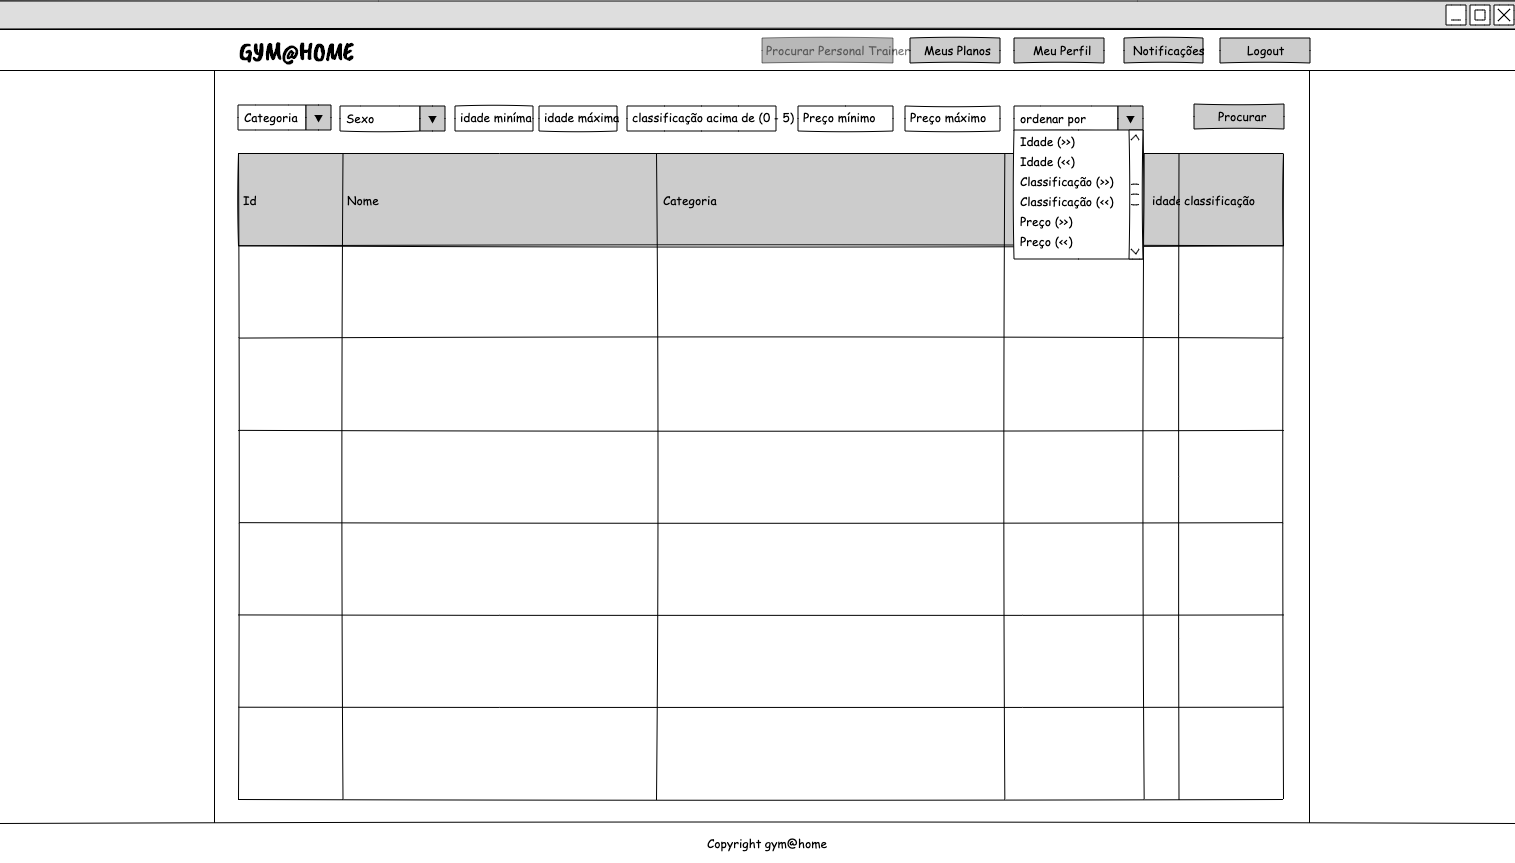 GYM@HOME
Procurar Personal Trainer
Meus Planos
Meu Perfil
Notificações
Logout
Categoria ▼
Sexo ▼
idade miníma
idade máxima
classificação acima de (0 - 5)
Preço mínimo
Preço máximo
ordenar por ▼
Procurar
Idade (>>)
Idade (<<)
Classificação (>>)
Classificação (<<)
Preço (>>)
Preço (<<)
Id
Nome
Categoria
idade
classificação
Copyright gym@home